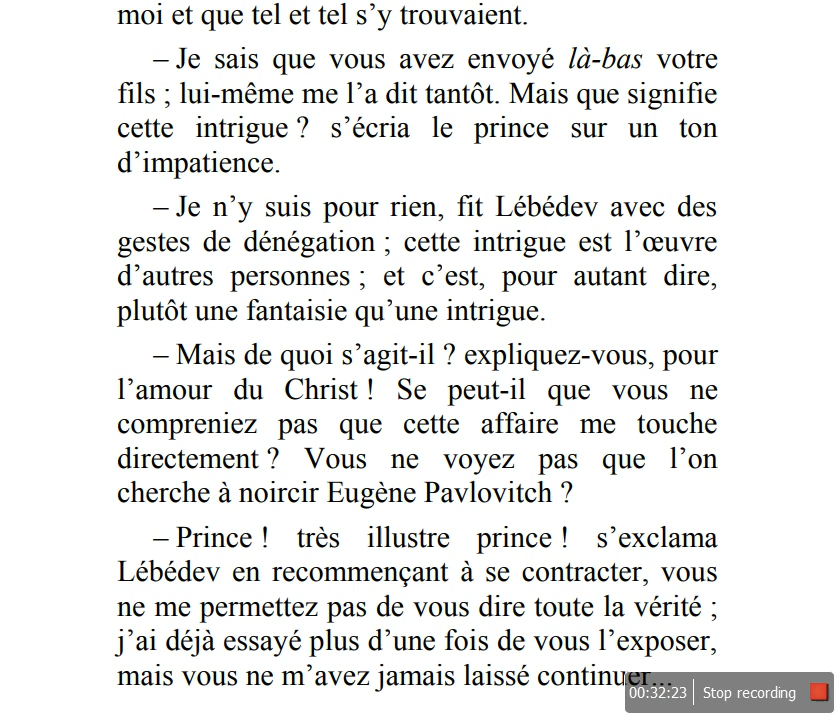 moi et que tel et tel s’y trouvaient.
– Je sais que vous avez envoyé là-bas votre
fils ; lui-même me l’a dit tantôt. Mais que signifie
cette intrigue ? s’écria le prince sur un ton
d’impatience.
– Je n’y suis pour rien, fit Lébédev avec des
gestes de dénégation ; cette intrigue est l’œuvre
d’autres personnes ; et c’est, pour autant dire,
plutôt une fantaisie qu’une intrigue.
– Mais de quoi s’agit-il ? expliquez-vous, pour
l’amour du Christ ! Se peut-il que vous ne
compreniez pas que cette affaire me touche
directement ? Vous ne voyez pas que l’on
cherche à noircir Eugène Pavlovitch ?
– Prince ! très illustre prince ! s’exclama
Lébédev en recommençant à se contracter, vous
ne me permettez pas de vous dire toute la vérité ;
j’ai déjà essayé plus d’une fois de vous l’exposer,
mais vous ne m’avez jamais laissé continuer...
00:32:23 Stop recording